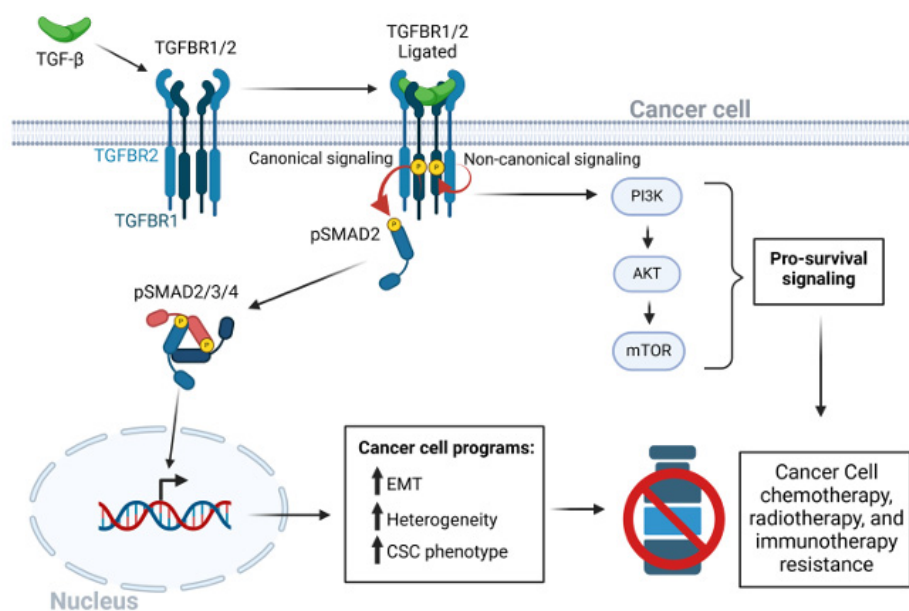 TGF-β
TGFBR1/2
TGFBR1/2
Ligated
Cancer cell
TGFBR2
TGFBR1
Canonical signaling
P
P
Non-canonical signaling
pSMAD2
P
PI3K
AKT
mTOR
Pro-survival
signaling
pSMAD2/3/4
P
P
Nucleus
Cancer cell programs:
EMT
Heterogeneity
CSC phenotype
Cancer Cell
chemotherapy,
radiotherapy, and
immunotherapy
resistance